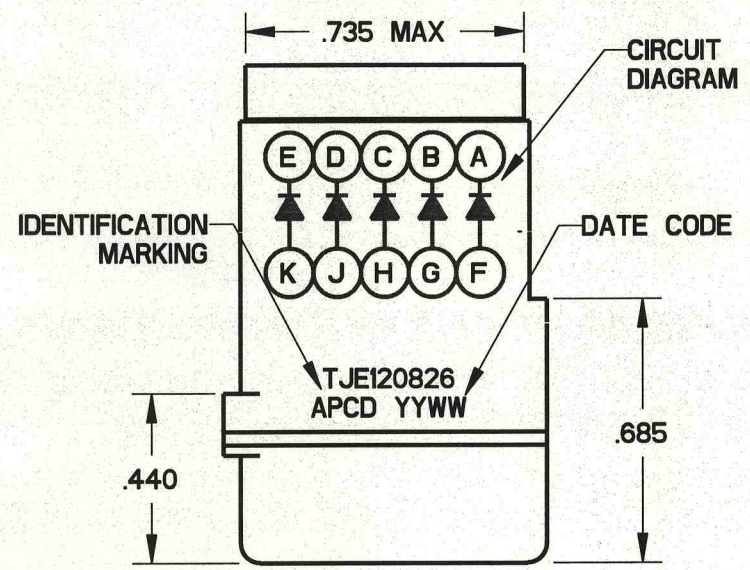 .735 MAX
CIRCUIT
DIAGRAM
E D C B A
IDENTIFICATION
MARKING
DATE CODE
K J H G F
TJE120826
APCD YYWW
.440
.685